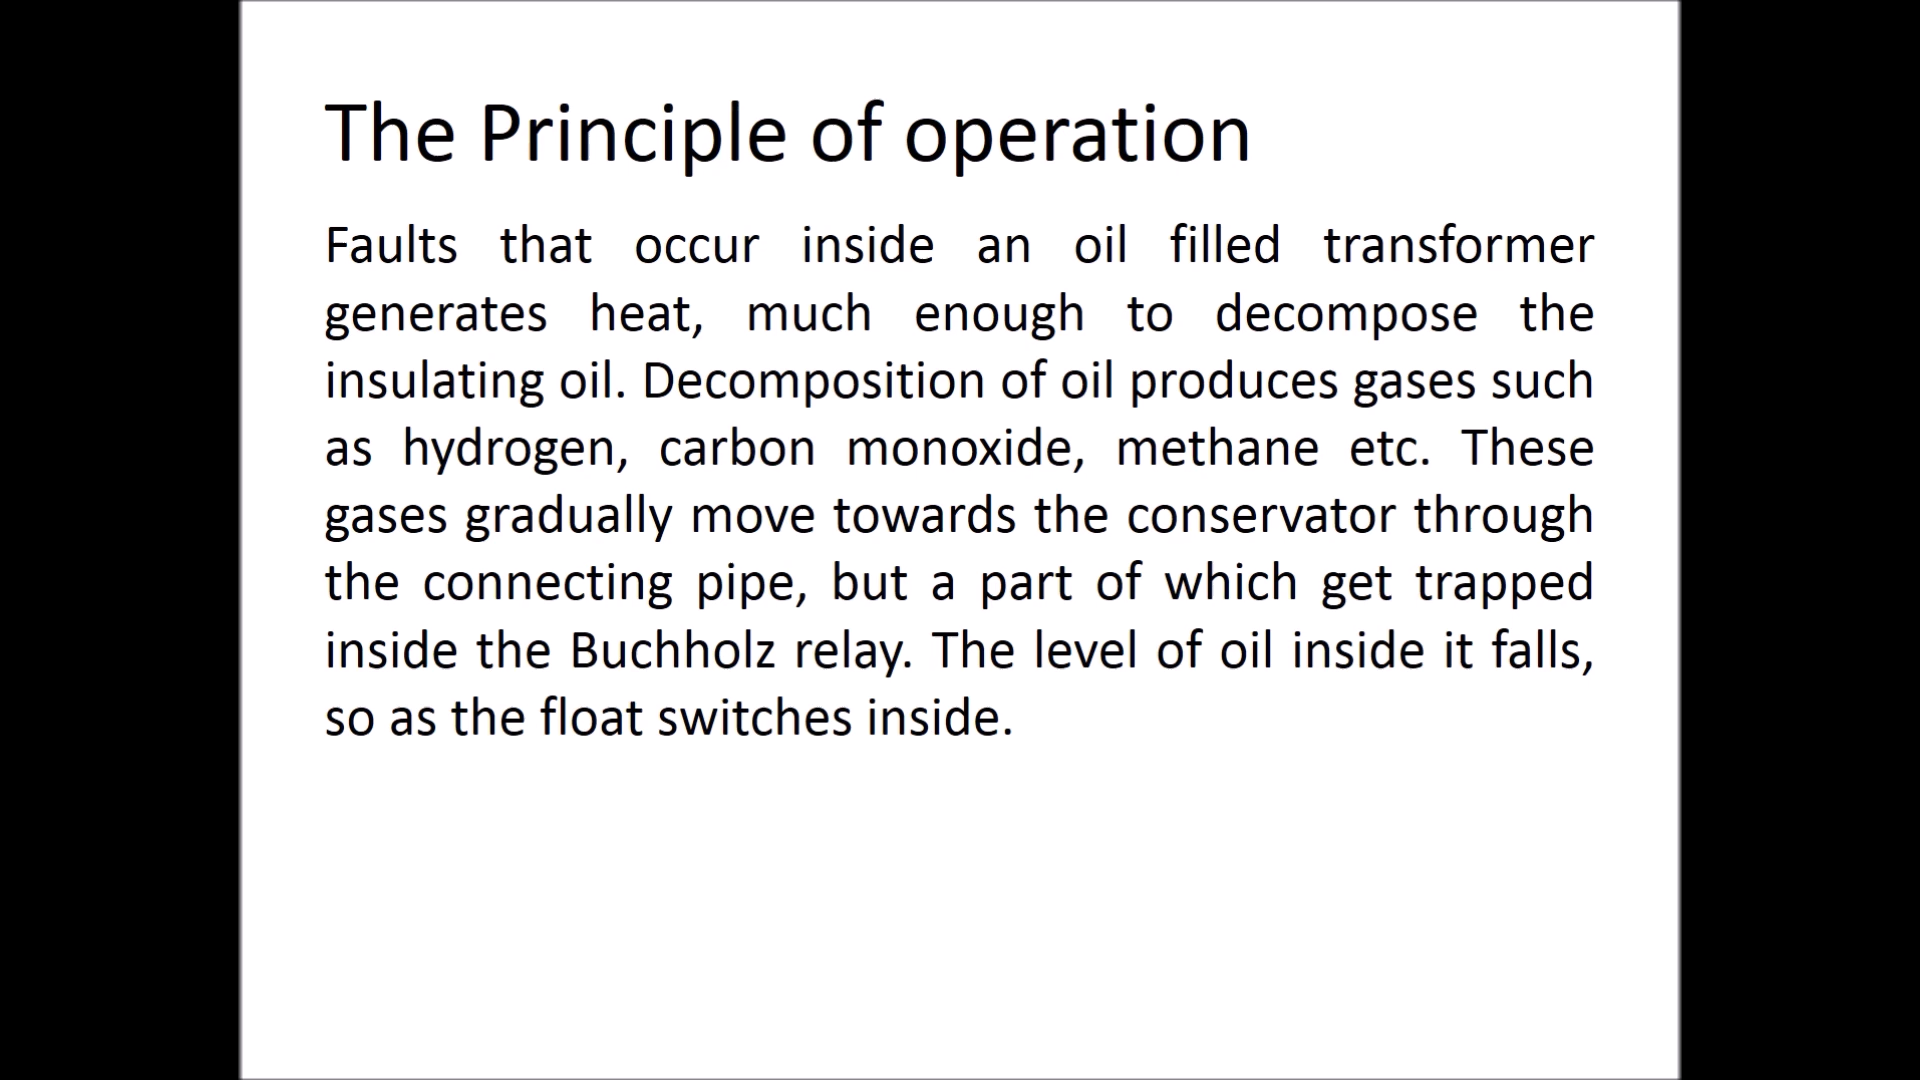 The Principle of operation
Faults that occur inside an oil filled transformer
generates heat, much enough to decompose the
insulating oil. Decomposition of oil produces gases such
as hydrogen, carbon monoxide, methane etc. These
gases gradually move towards the conservator through
the connecting pipe, but a part of which get trapped
inside the Buchholz relay. The level of oil inside it falls,
so as the float switches inside.